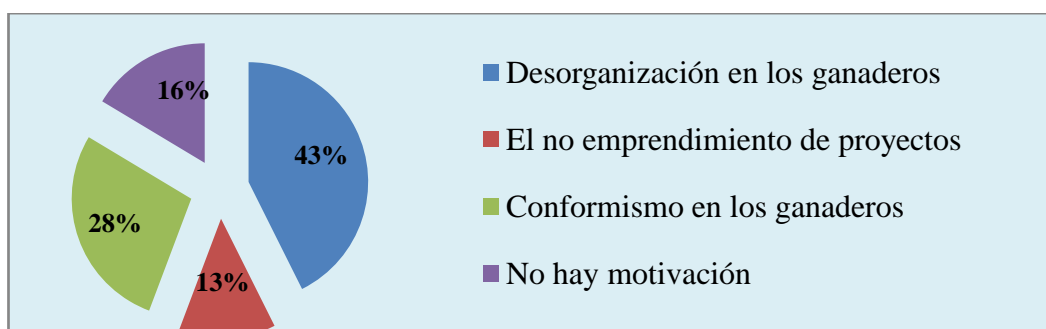 16%
43%
28%
13%
Desorganización en los ganaderos
El no emprendimiento de proyectos
Conformismo en los ganaderos
No hay motivación